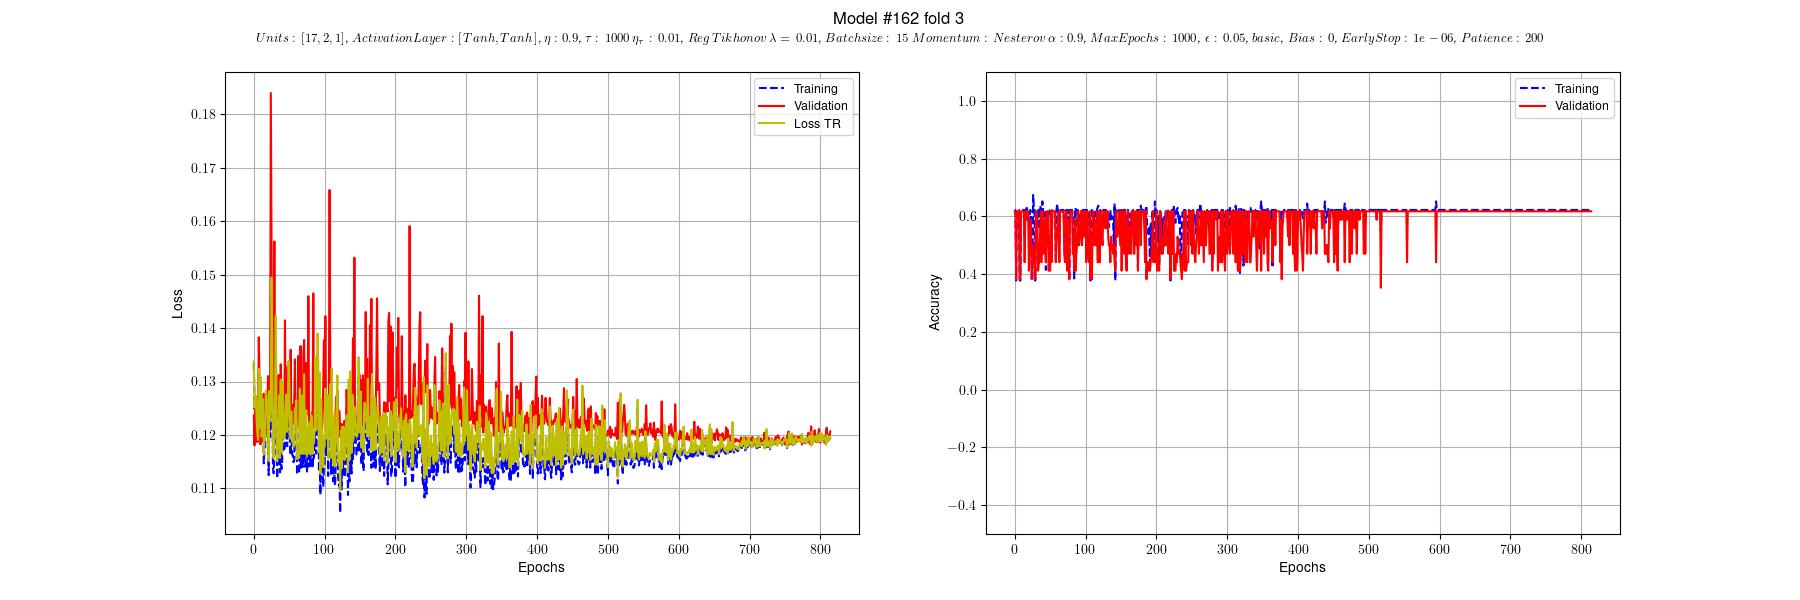 Model #162 fold 3
Units : [17, 2, 1], ActivationLayer : [Tanh, Tanh], η : 0.9, τ : 1000 ητ : 0.01, Reg Tikhonov λ = 0.01, Batchsize : 15 Momentum : Nesterov α : 0.9, MaxEpochs : 1000, ϵ : 0.05, basic, Bias : 0, EarlyStop : 1e − 06, Patience : 200
Training
Validation
Loss TR
0.18
0.17
0.16
0.15
0.14
0.13
0.12
0.11
Loss
0 100 200 300 400 500 600 700 800
Epochs
Training
Validation
1.0
0.8
0.6
0.4
0.2
0.0
−0.2
−0.4
Accuracy
0 100 200 300 400 500 600 700 800
Epochs